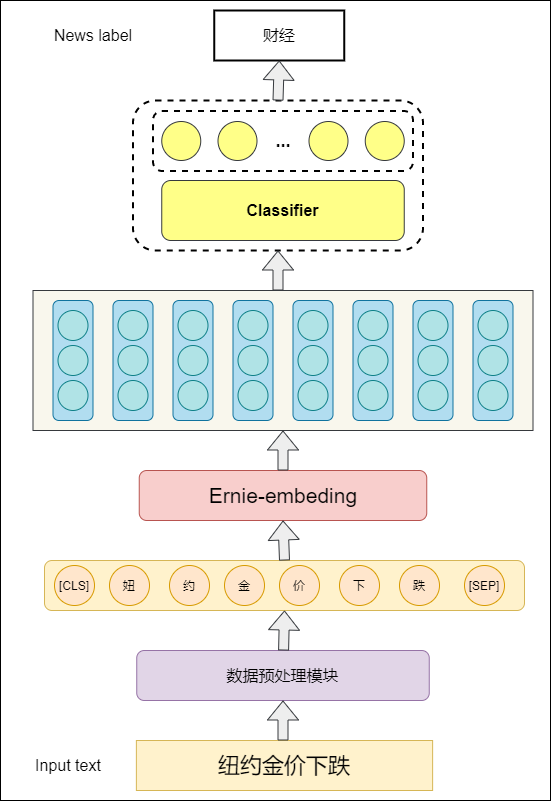 News label
财经
...
Classifier
Ernie-embeding
[CLS] 妞 约 金 价 下 跌 [SEP]
数据预处理模块
Input text
纽约金价下跌